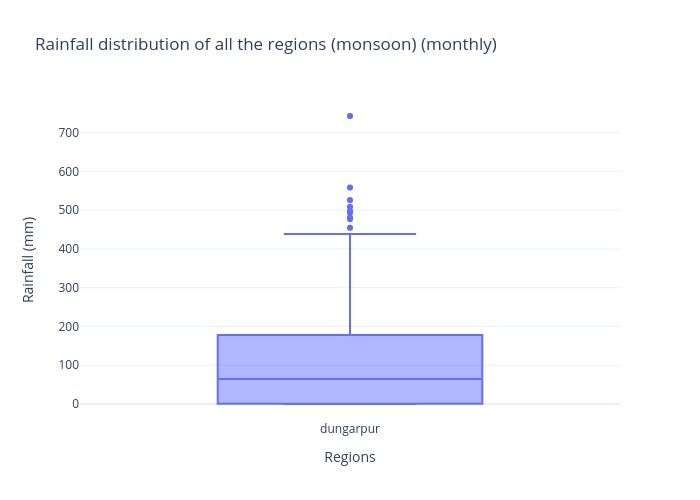 Rainfall distribution of all the regions (monsoon) (monthly)
700
600
500
400
300
200
100
0
Rainfall (mm)
dungarpur
Regions